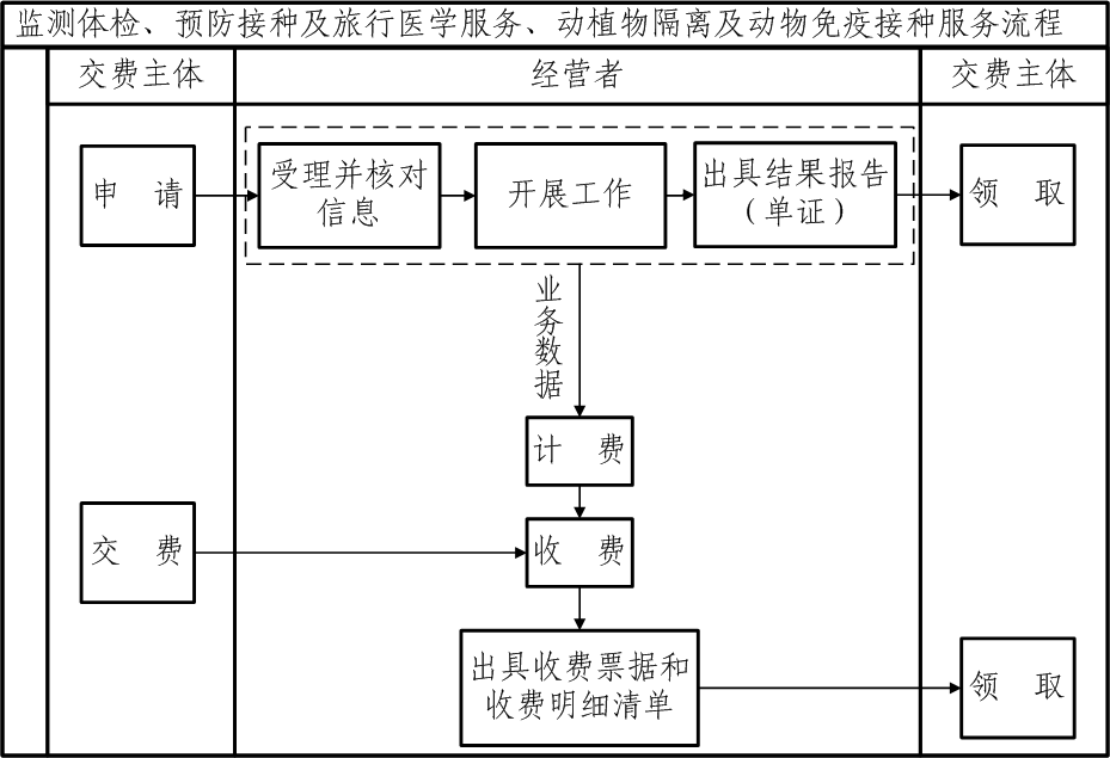 监测体检、预防接种及旅行医学服务、动植物隔离及动物免疫接种服务流程
交费主体
经营者
交费主体
申 请
受理并核对
信息
开展工作
出具结果报告
（单证）
领 取
业务数据
计 费
交 费
收 费
出具收费票据和
收费明细清单
领 取